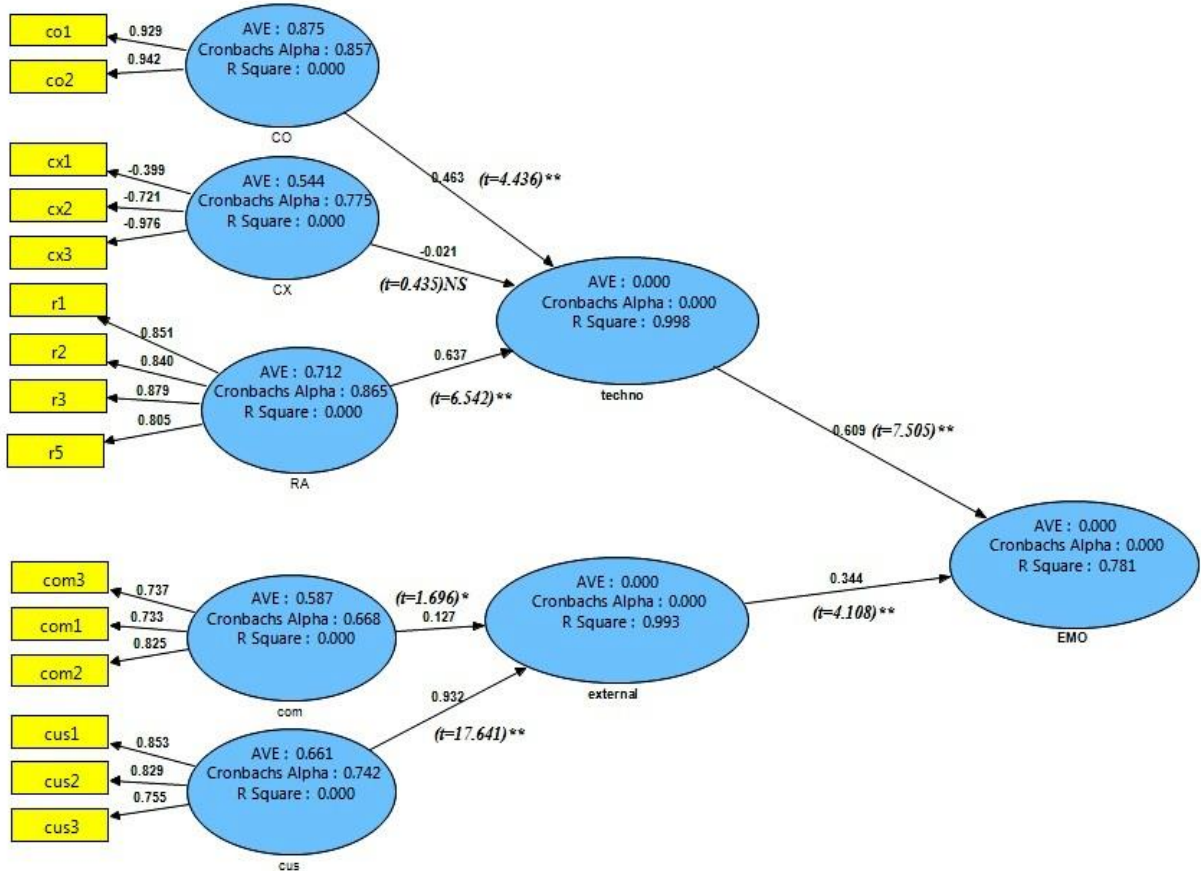 co1
0.929
co2
0.942
AVE : 0.875
Cronbachs Alpha : 0.857
R Square : 0.000
CO
0.463
(t=4.436)**
cx1
-0.399
cx2
-0.721
cx3
-0.976
AVE : 0.544
Cronbachs Alpha : 0.775
R Square : 0.000
CX
-0.021
(t=0.435)NS
r1
0.851
r2
0.840
r3
0.879
r5
0.805
AVE : 0.712
Cronbachs Alpha : 0.865
R Square : 0.000
RA
0.637
(t=6.542)**
AVE : 0.000
Cronbachs Alpha : 0.000
R Square : 0.998
techno
0.609 (t=7.505)**
com3
0.737
com1
0.733
com2
0.825
AVE : 0.587
Cronbachs Alpha : 0.668
R Square : 0.000
com
(t=1.696)*
0.127
cus1
0.853
cus2
0.829
cus3
0.755
AVE : 0.661
Cronbachs Alpha : 0.742
R Square : 0.000
cus
0.932
(t=17.641)**
AVE : 0.000
Cronbachs Alpha : 0.000
R Square : 0.993
external
0.344
(t=4.108)**
AVE : 0.000
Cronbachs Alpha : 0.000
R Square : 0.781
EMO